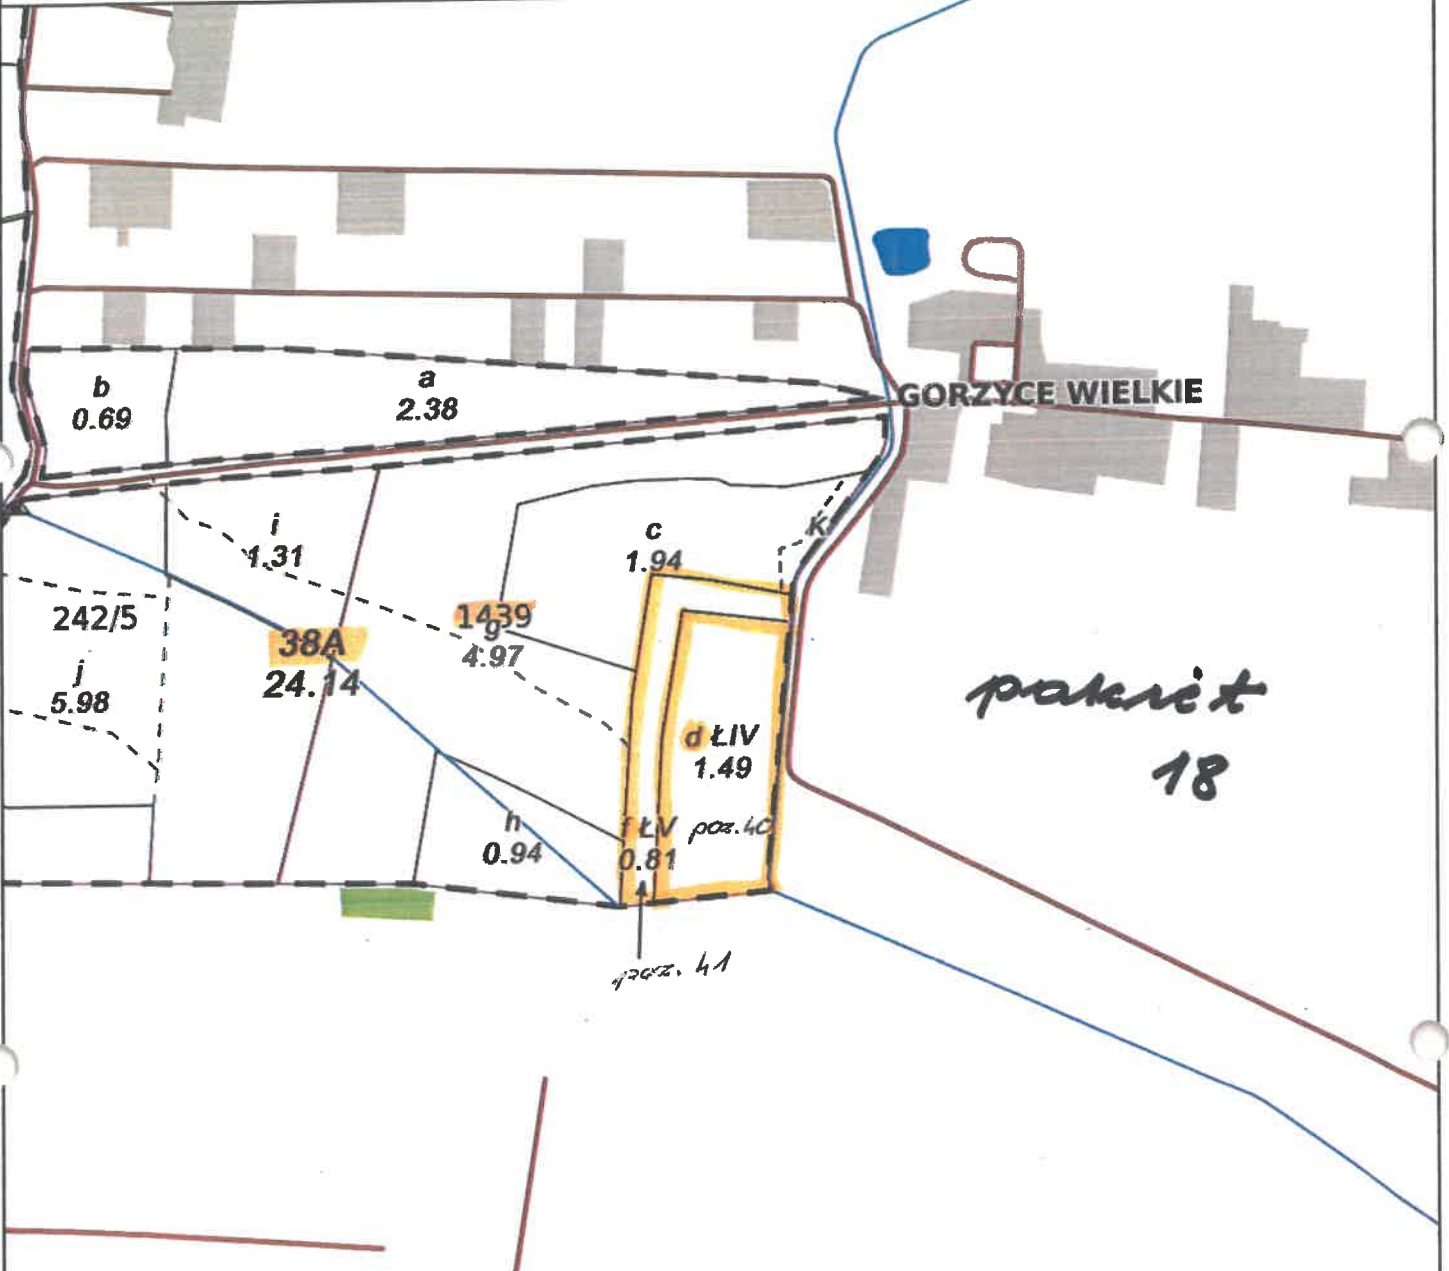 b
0.69
a
2.38
GORZYCE WIELKIE
i
1.31
c
1.94
K
1439
g
4.97
242/5
38A
24.14
j
5.98
d ŁIV
1.49
h
0.94
f ŁV
0.81
poz. 40
poz. 41
pakiet
18